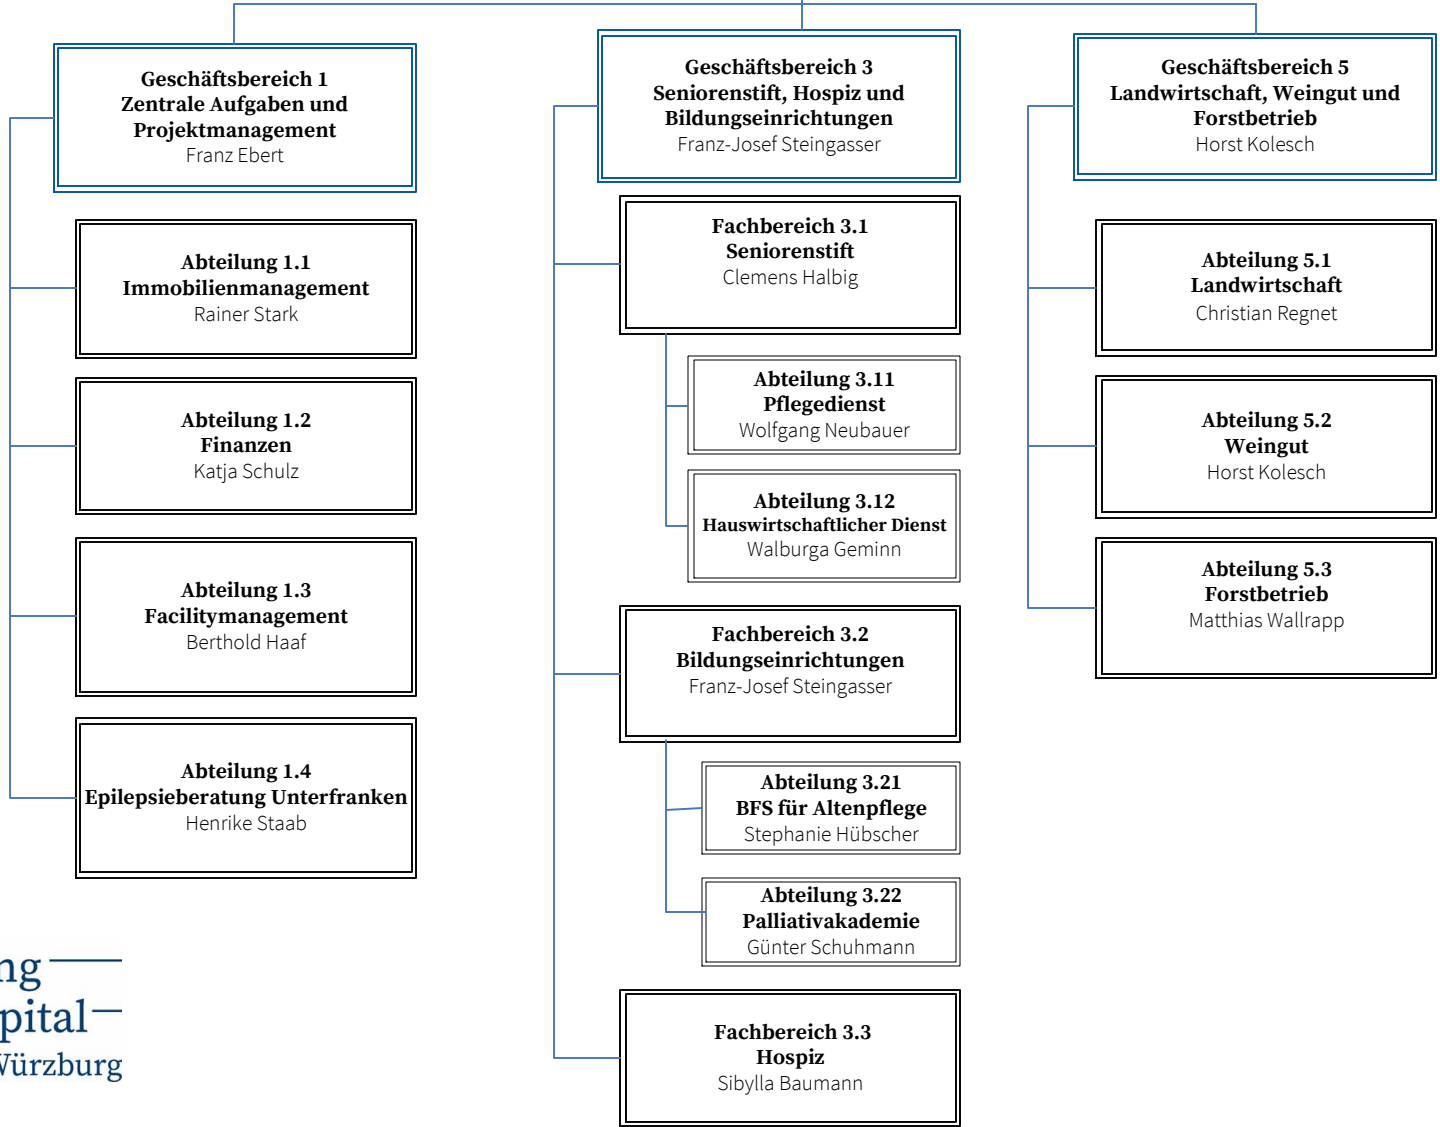 Geschäftsbereich 1
Zentrale Aufgaben und
Projektmanagement
Franz Ebert
Abteilung 1.1
Immobilienmanagement
Rainer Stark
Abteilung 1.2
Finanzen
Katja Schulz
Abteilung 1.3
Facilitymanagement
Berthold Haaf
Abteilung 1.4
Epilepsieberatung Unterfranken
Henrike Staab
Geschäftsbereich 3
Seniorenstift, Hospiz und
Bildungseinrichtungen
Franz-Josef Steingasser
Fachbereich 3.1
Seniorenstift
Clemens Halbig
Abteilung 3.11
Pflegedienst
Wolfgang Neubauer
Abteilung 3.12
Hauswirtschaftlicher Dienst
Walburga Geminn
Fachbereich 3.2
Bildungseinrichtungen
Franz-Josef Steingasser
Abteilung 3.21
BFS für Altenpflege
Stephanie Hübscher
Abteilung 3.22
Palliativakademie
Günter Schuhmann
Fachbereich 3.3
Hospiz
Sibylla Baumann
Geschäftsbereich 5
Landwirtschaft, Weingut und
Forstbetrieb
Horst Kolesch
Abteilung 5.1
Landwirtschaft
Christian Regnet
Abteilung 5.2
Weingut
Horst Kolesch
Abteilung 5.3
Forstbetrieb
Matthias Wallrapp
ng
pital
Würzburg